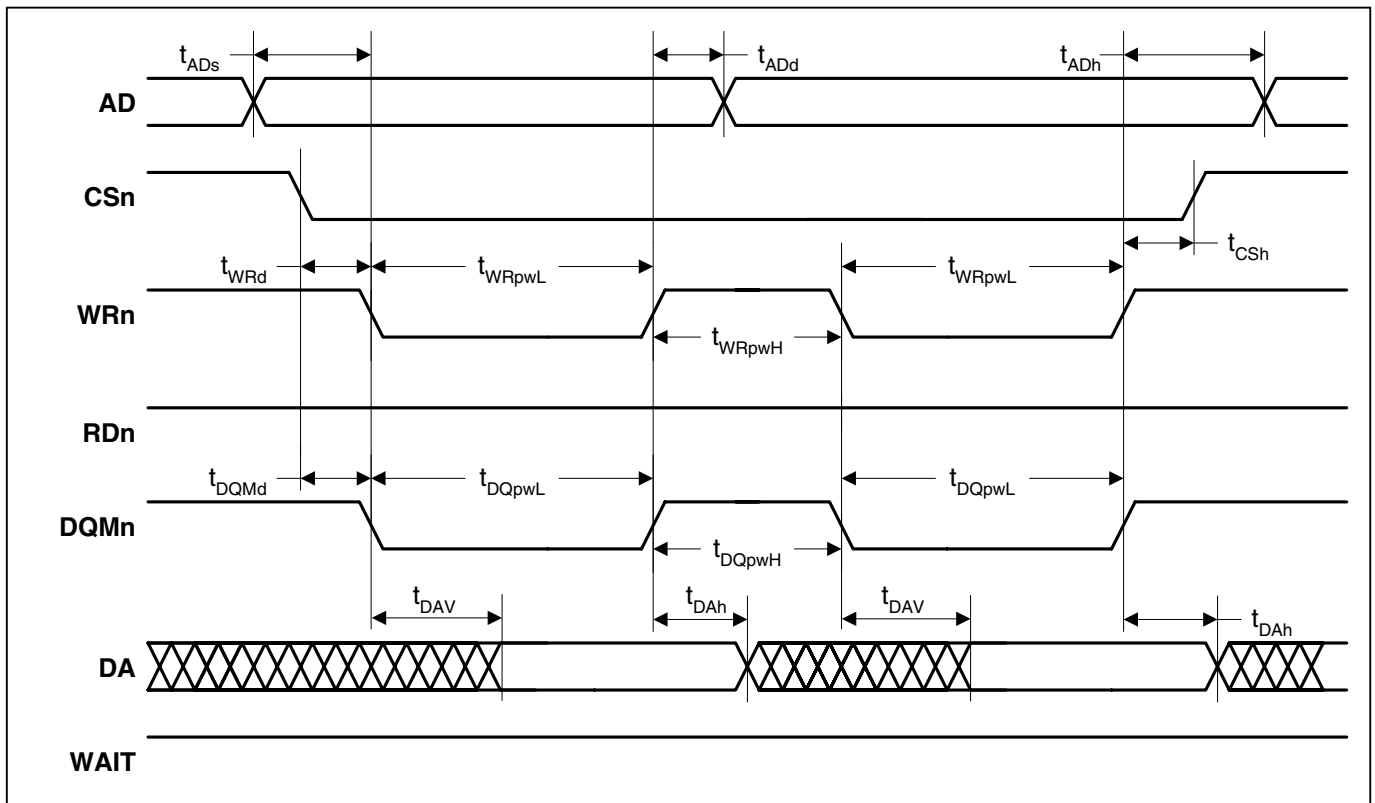 tADs
tADd
tADh
AD
CSn
tCSh
tWRd
tWRpwL
tWRpwL
WRn
tWRpwH
RDn
tDQMd
tDQpwL
tDQpwL
DQMn
tDQpwH
tDAV
tDAh
tDAV
tDAh
DA
WAIT